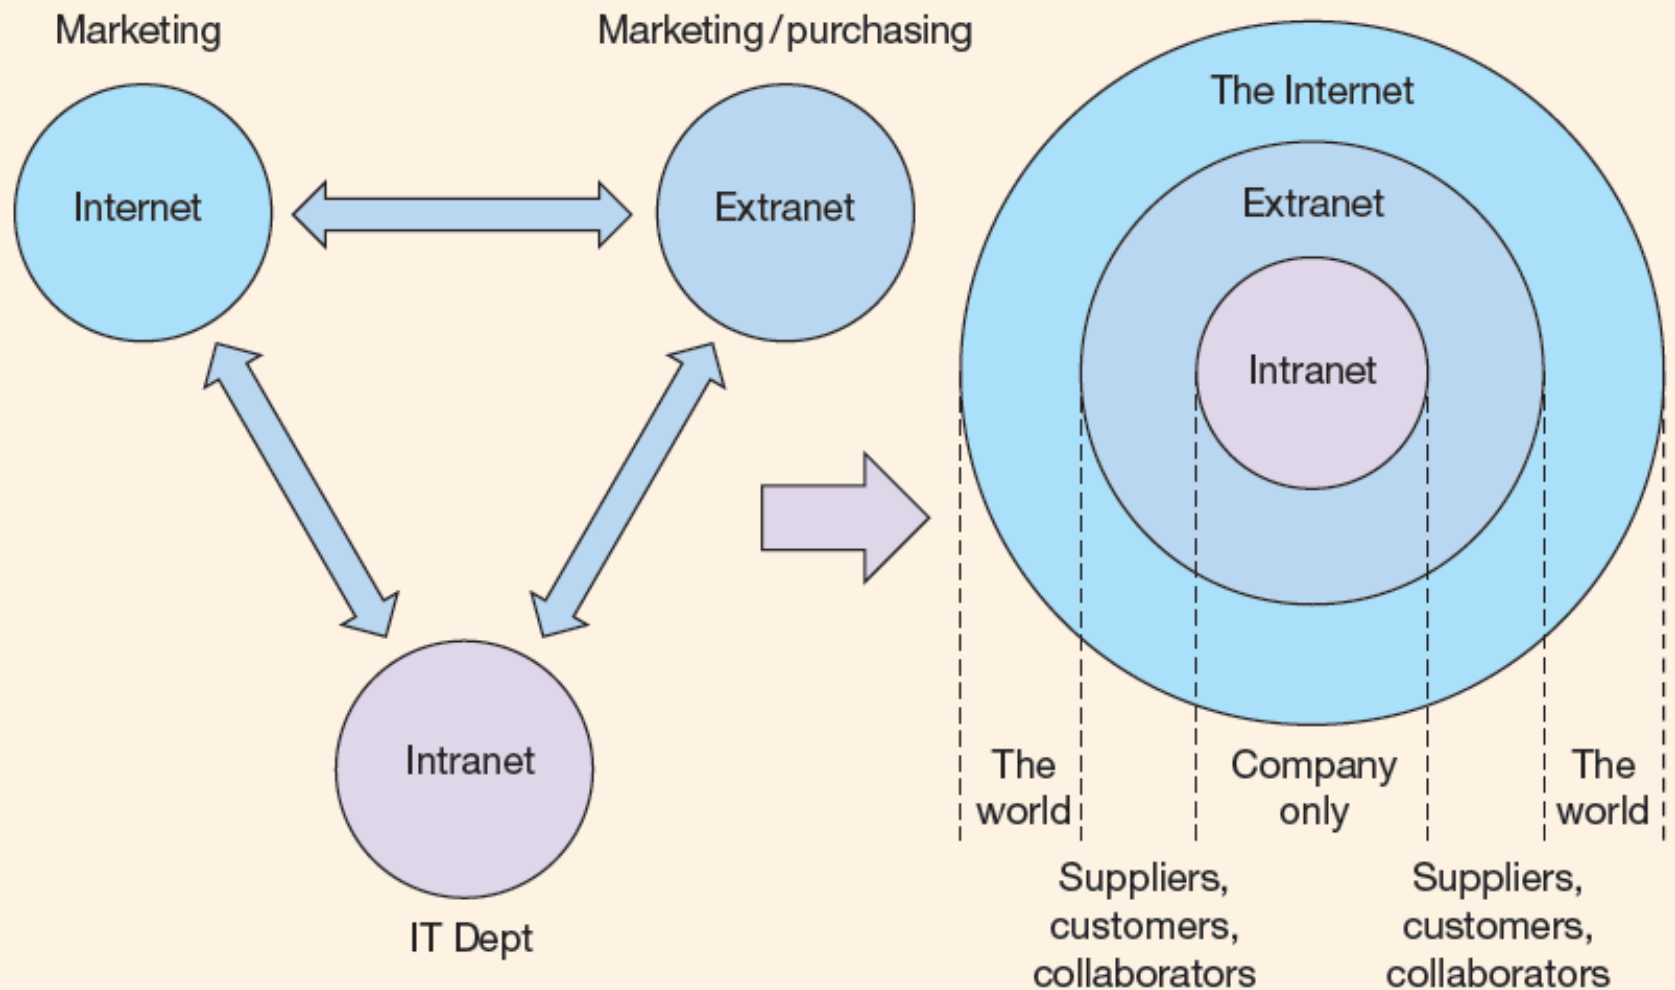 Marketing
Marketing/purchasing
Internet
Extranet
Intranet
IT Dept
The Internet
Extranet
Intranet
The
world
Suppliers,
customers,
collaborators
Company
only
Suppliers,
customers,
collaborators
The
world